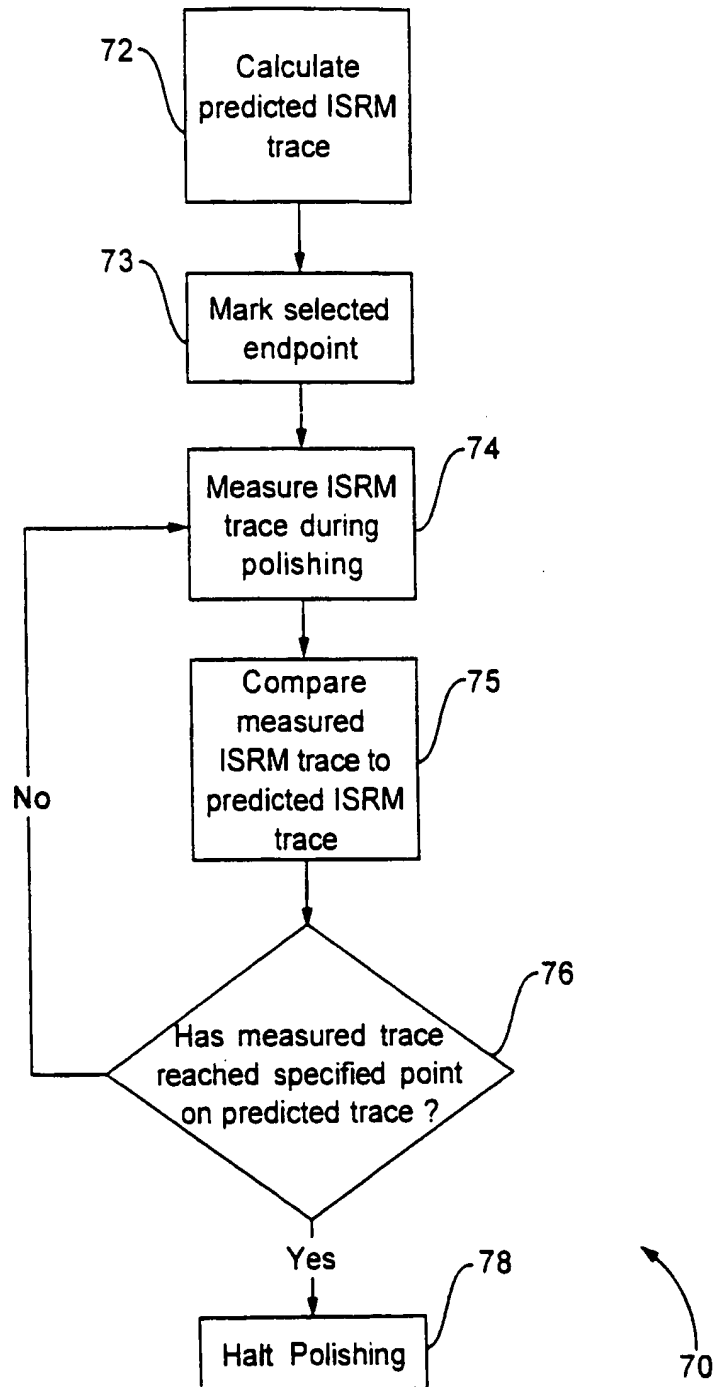 72
Calculate
predicted ISRM
trace
73
Mark selected
endpoint
74
Measure ISRM
trace during
polishing
75
Compare
measured
ISRM trace to
predicted ISRM
trace
No
76
Has measured trace
reached specified point
on predicted trace ?
Yes
78
Halt Polishing
70